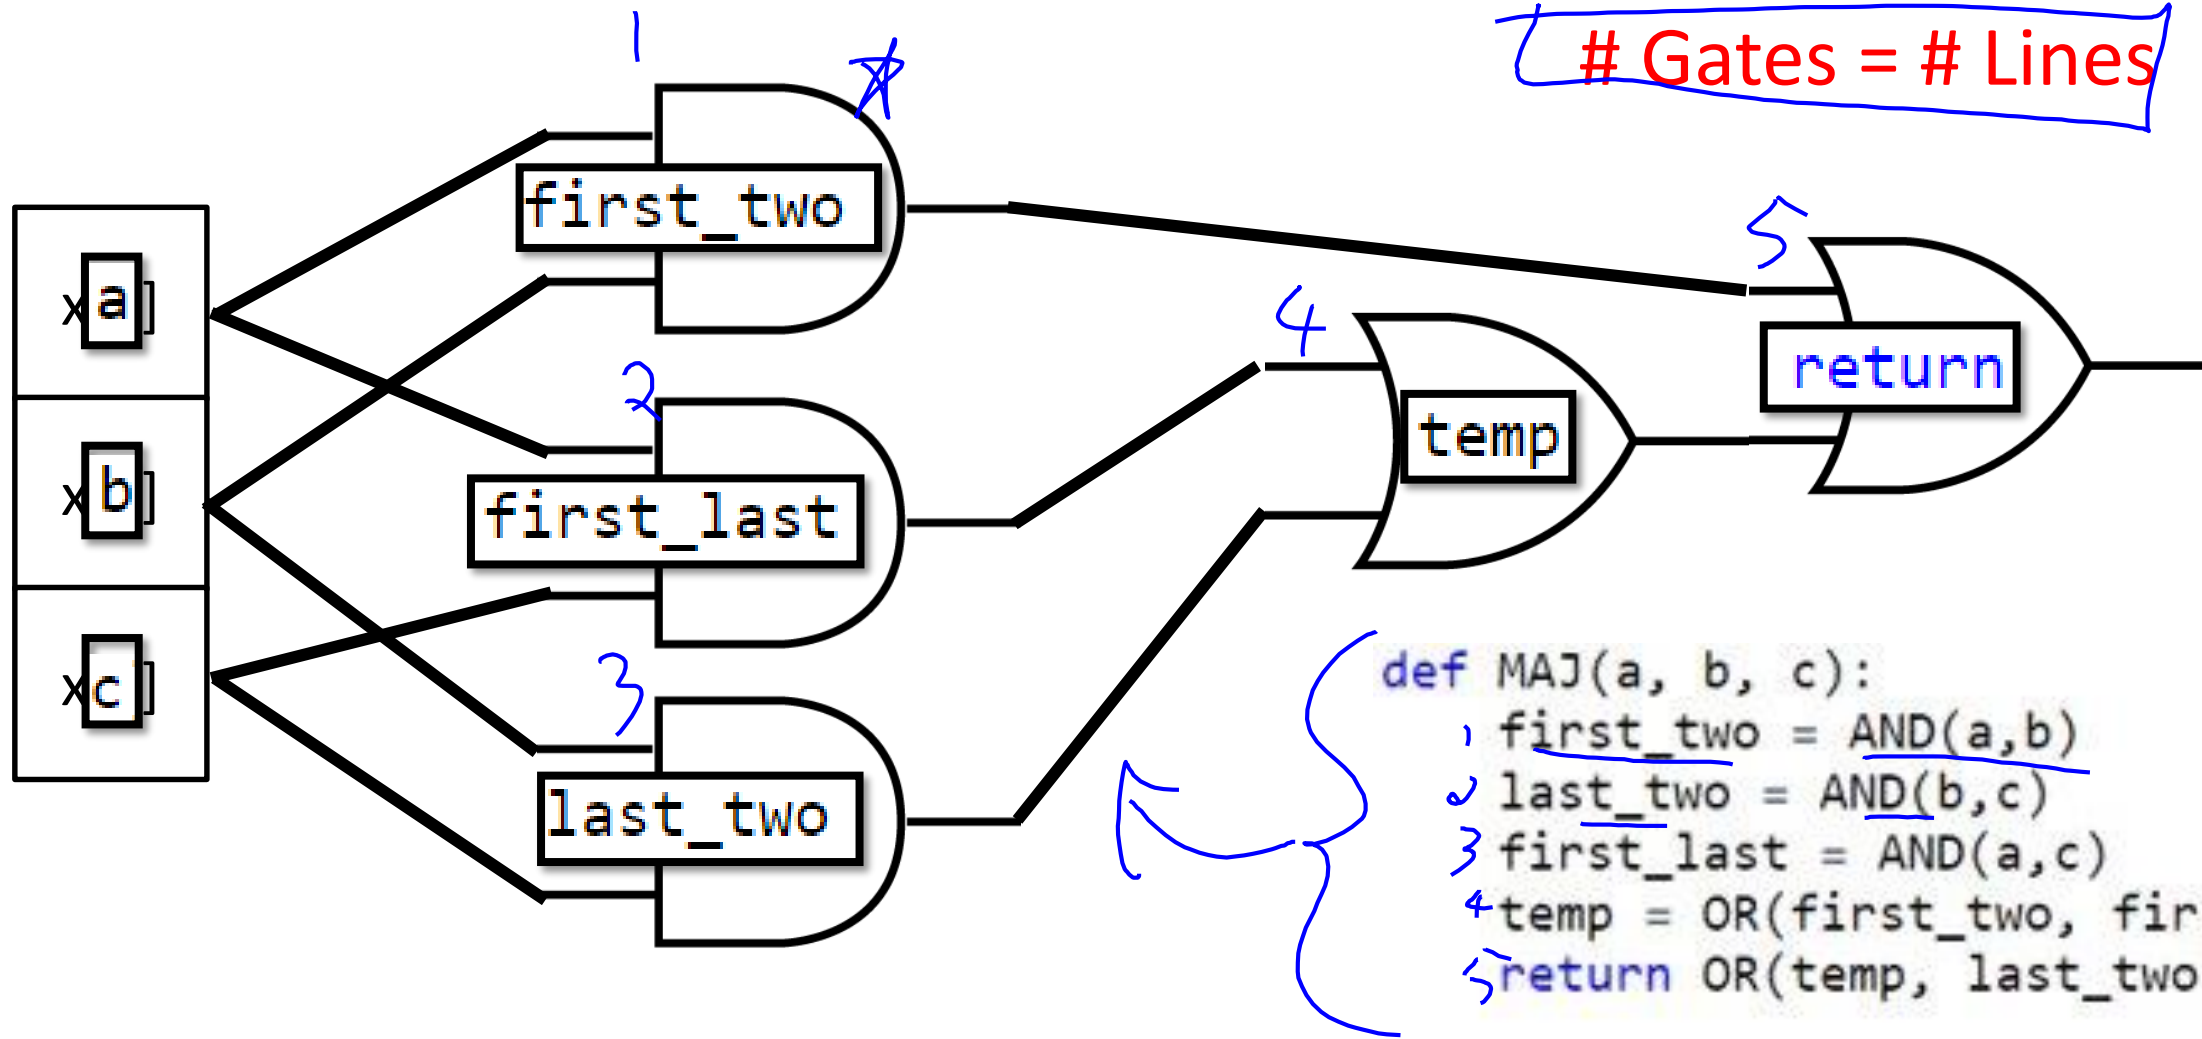 1
# Gates = # Lines
first_two
5
a
4
return
2
temp
b
first_last
3
c
last_two
def MAJ(a, b, c):
1 first_two = AND(a,b)
2 last_two = AND(b,c)
3 first_last = AND(a,c)
4 temp = OR(first_two, fir
5 return OR(temp, last_two